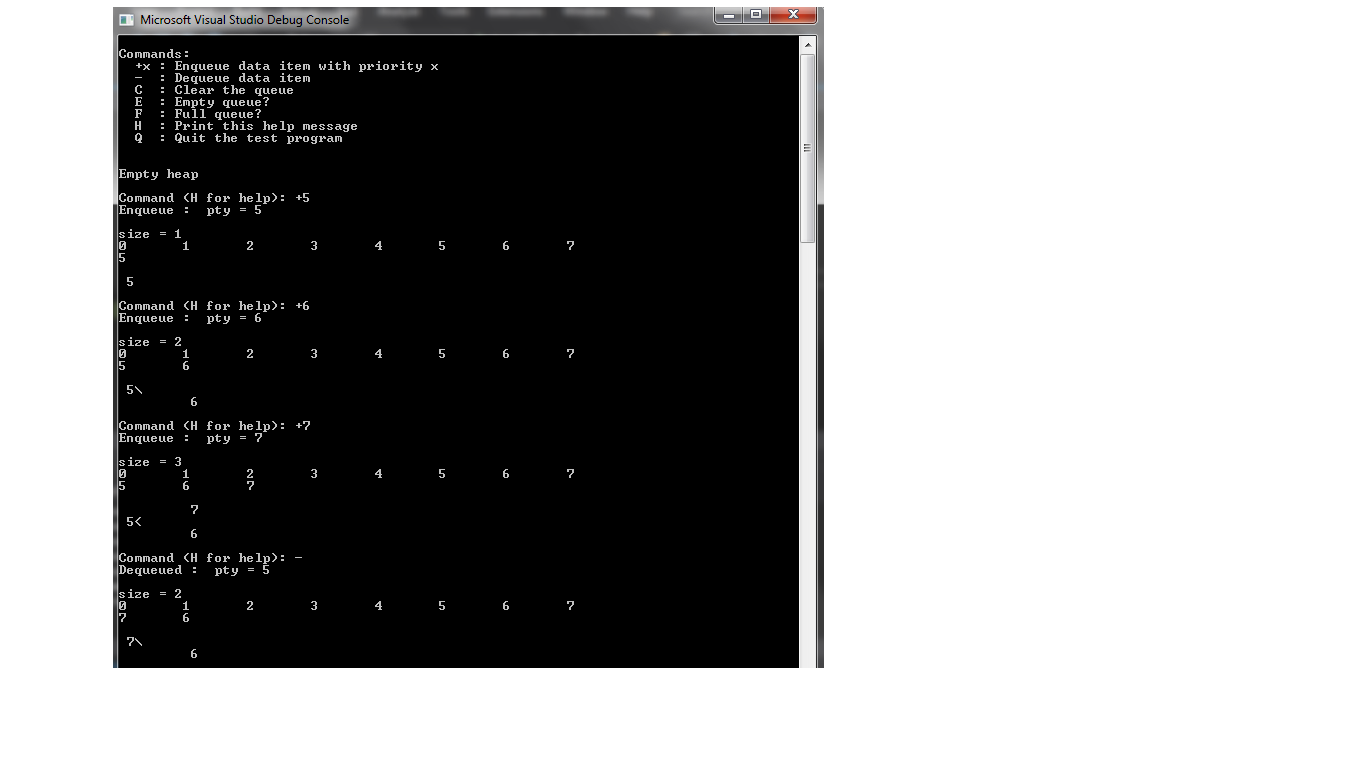 Microsoft Visual Studio Debug Console
Commands:
+x : Enqueue data item with priority x
- : Dequeue data item
C : Clear the queue
E : Empty queue?
F : Full queue?
H : Print this help message
Q : Quit the test program
Empty heap
Command (H for help): +5
Enqueue : pty = 5
size = 1
0 1 2 3 4 5 6 7
5
5
Command (H for help): +6
Enqueue : pty = 6
size = 2
0 1 2 3 4 5 6 7
5 6
5\
6
Command (H for help): +7
Enqueue : pty = 7
size = 3
0 1 2 3 4 5 6 7
5 6 7
7
5<
6
Command (H for help): -
Dequeued : pty = 5
size = 2
0 1 2 3 4 5 6 7
7 6
7\
6